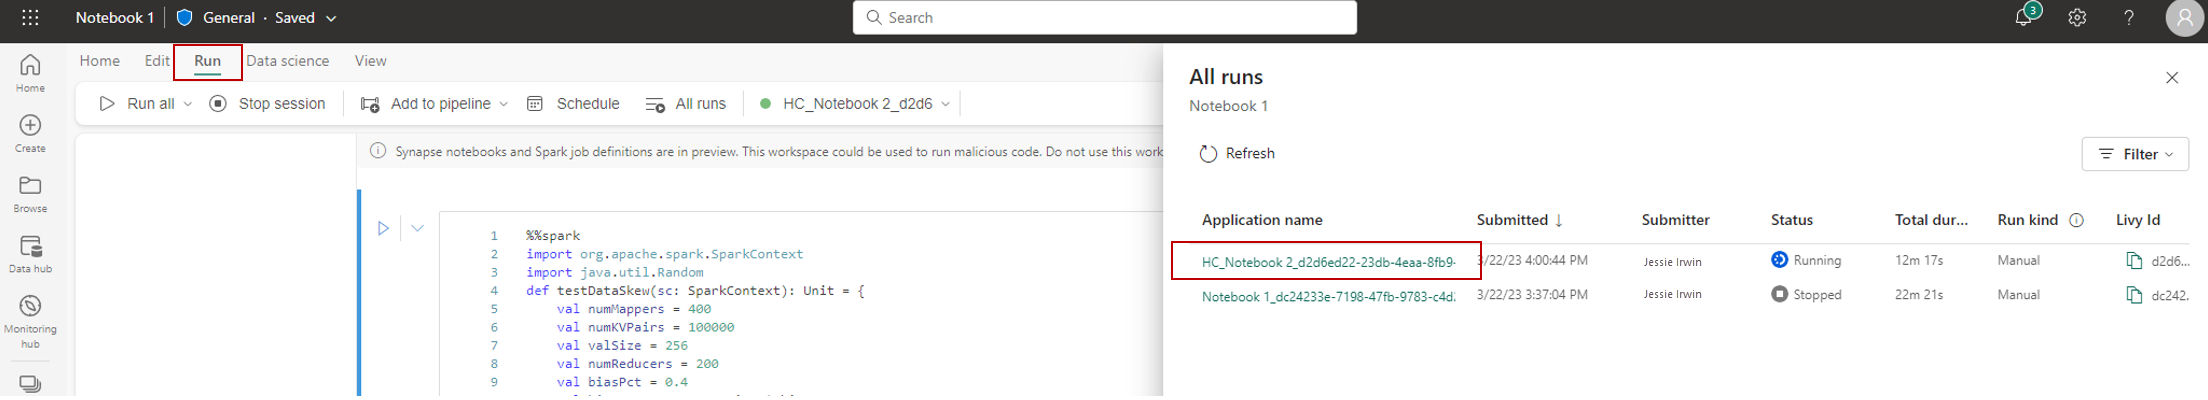 Notebook 1 General · Saved
Search
3
Home Edit Run Data science View
Home
Create
Browse
Data hub
Monitoring
hub
Run all Stop session Add to pipeline Schedule All runs HC_Notebook 2_d2d6
Synapse notebooks and Spark job definitions are in preview. This workspace could be used to run malicious code. Do not use this work
1 %%spark
2 import org.apache.spark.SparkContext
3 import java.util.Random
4 def testDataSkew(sc: SparkContext): Unit = {
5 val numMappers = 400
6 val numKVPairs = 100000
7 val valSize = 256
8 val numReducers = 200
9 val biasPct = 0.4
All runs
Notebook 1
Refresh
Filter
Application name Submitted ↓ Submitter Status Total dur... Run kind Livy Id
HC_Notebook 2_d2d6ed22-23db-4eaa-8fb9- 3/22/23 4:00:44 PM Jessie Irwin Running 12m 17s Manual d2d6...
Notebook 1_dc24233e-7198-47fb-9783-c4d 3/22/23 3:37:04 PM Jessie Irwin Stopped 22m 21s Manual dc242.